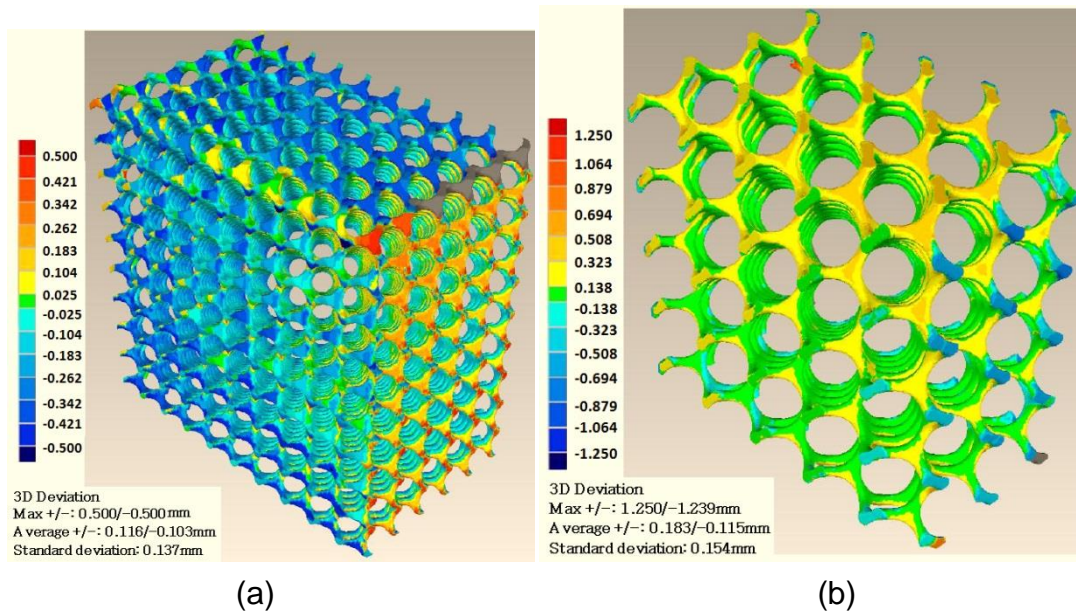 0.500
0.421
0.342
0.262
0.183
0.104
0.025
-0.025
-0.104
-0.183
-0.262
-0.342
-0.421
-0.500
3D Deviation
Max +/-: 0.500/-0.500 mm
Average +/-: 0.116/-0.103mm
Standard deviation: 0.137mm
(a)
1.250
1.064
0.879
0.694
0.508
0.323
0.138
-0.138
-0.323
-0.508
-0.694
-0.879
-1.064
-1.250
3D Deviation
Max +/-: 1.250/-1.239mm
Average +/-: 0.183/-0.115mm
Standard deviation: 0.154mm
(b)